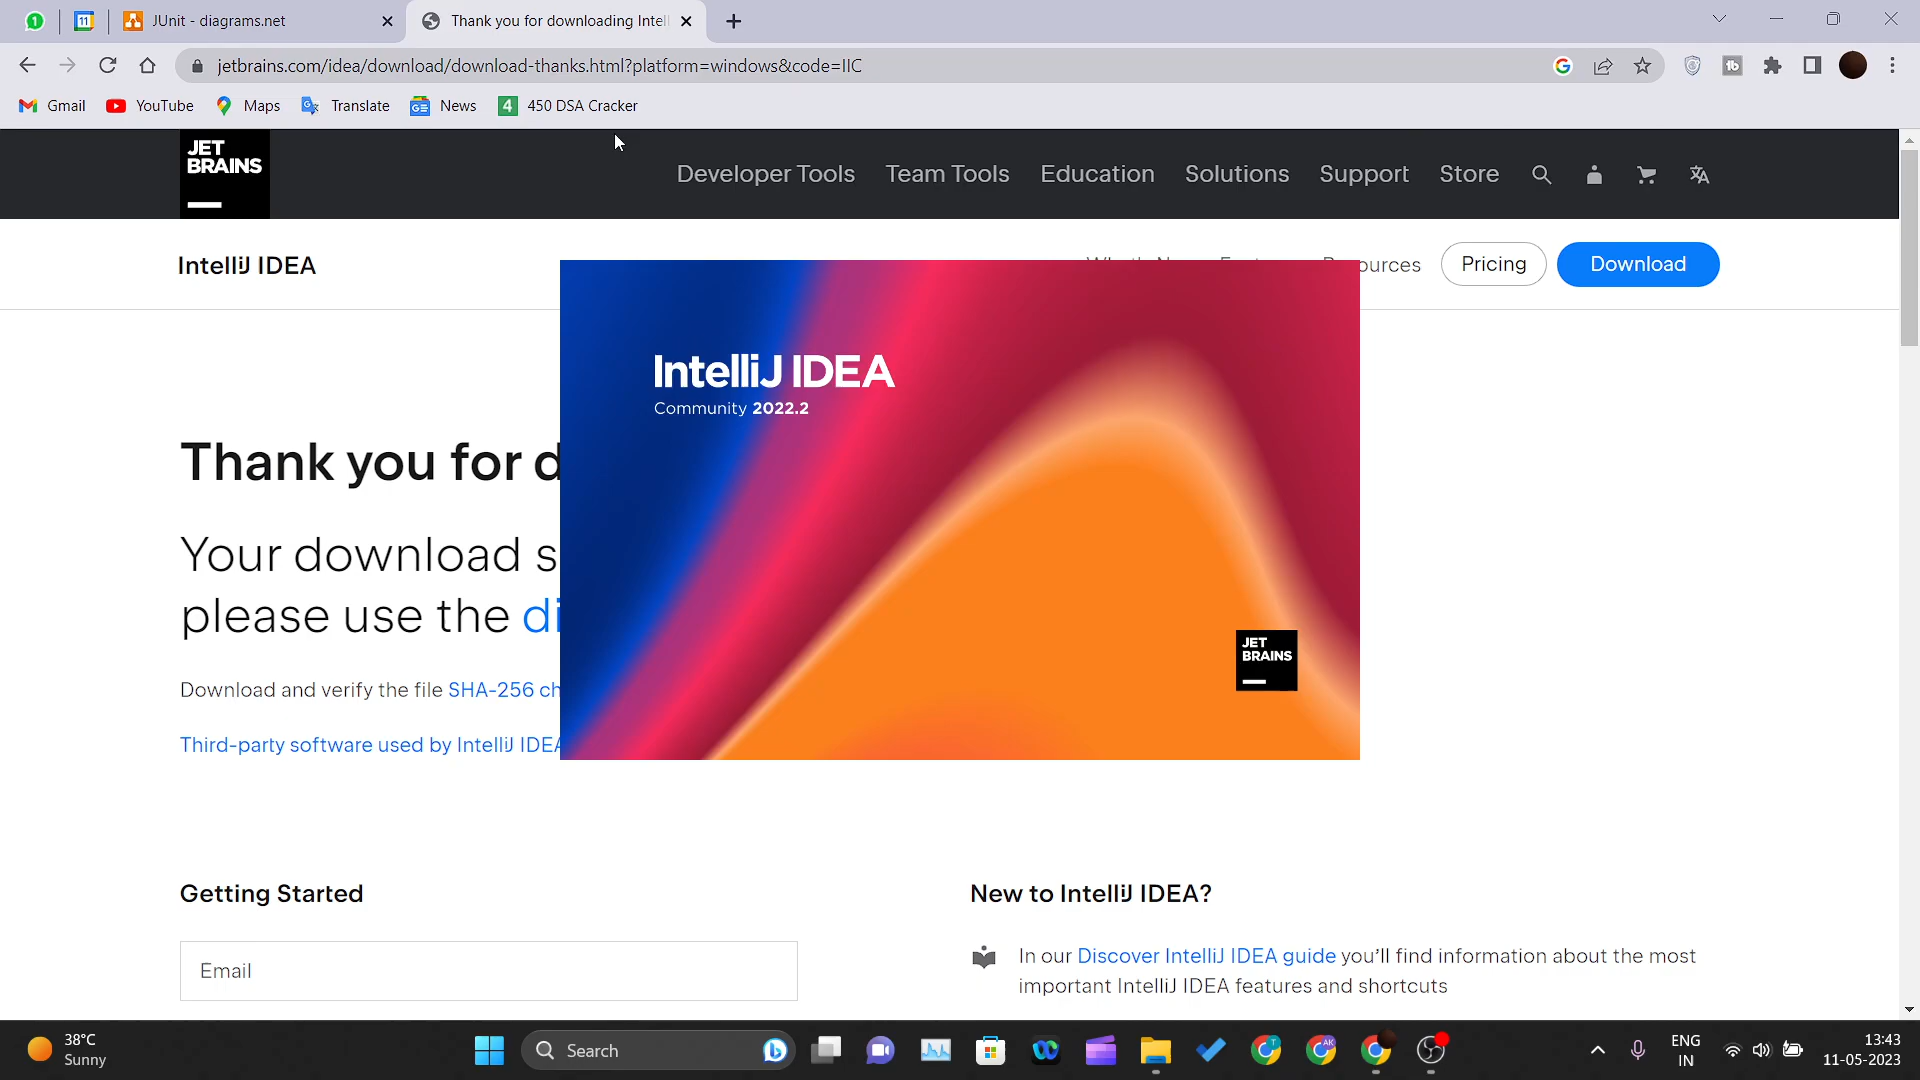 JUnit - diagrams.net
Thank you for downloading Intel
jetbrains.com/idea/download/download-thanks.html?platform=windows&code=IIC
Gmail
YouTube
Maps
Translate
News
450 DSA Cracker
JET
BRAINS
Developer Tools
Team Tools
Education
Solutions
Support
Store
IntelliJ IDEA
ources
Pricing
Download
IntelliJ IDEA
Community 2022.2
JET
BRAINS
Thank you for d
Your download s
please use the di
Download and verify the file SHA-256 ch
Third-party software used by IntelliJ IDEA
Getting Started
Email
New to IntelliJ IDEA?
In our Discover IntelliJ IDEA guide you'll find information about the most
important IntelliJ IDEA features and shortcuts
38°C
Sunny
Search
ENG
IN
13:43
11-05-2023